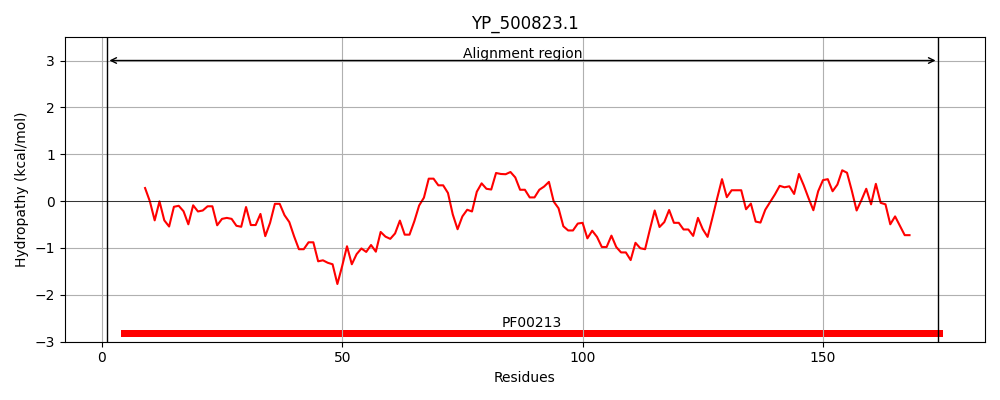 YP_500823.1
Alignment region
3
2
1
0
−1
−2
−3
Hydropathy (kcal/mol)
PF00213
0 50 100 150
Residues